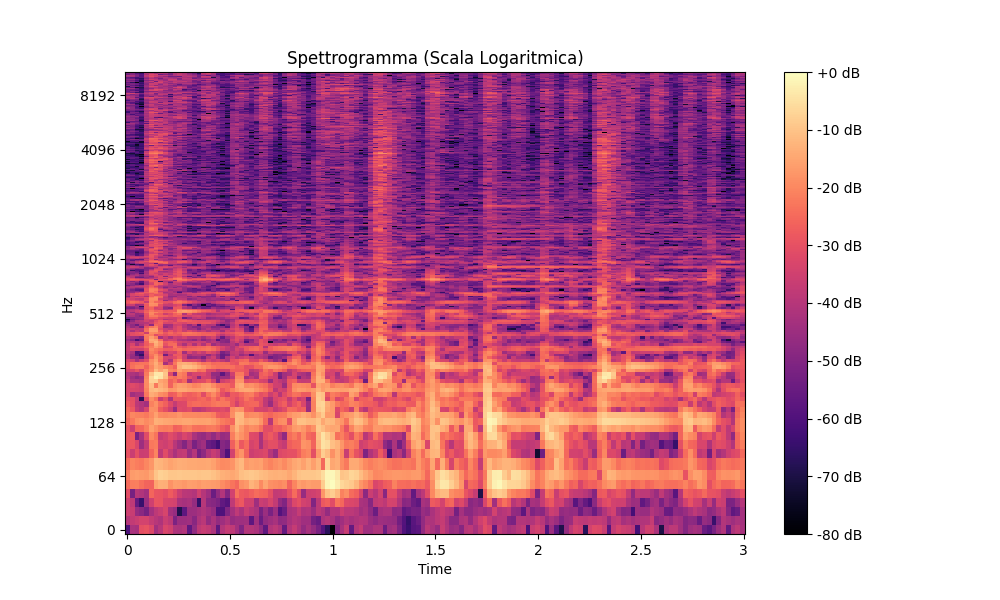 Spettrogramma (Scala Logaritmica)
Hz
8192
4096
2048
1024
512
256
128
64
0
0
0.5
1
1.5
2
2.5
3
Time
+0 dB
-10 dB
-20 dB
-30 dB
-40 dB
-50 dB
-60 dB
-70 dB
-80 dB